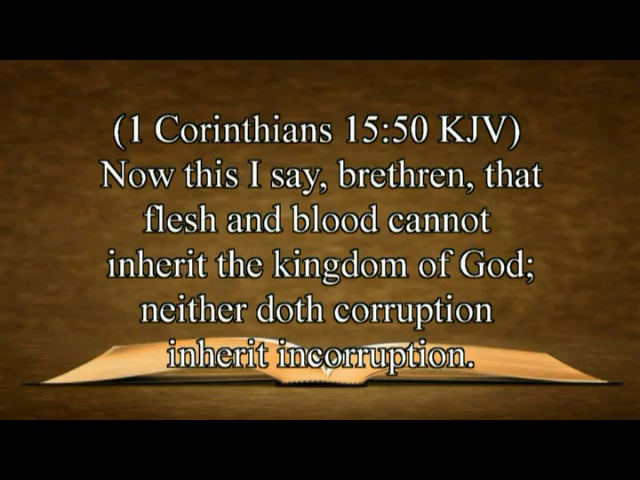 (1 Corinthians 15:50 KJV)
Now this I say, brethren, that
flesh and blood cannot
inherit the kingdom of God;
neither doth corruption
inherit incorruption.